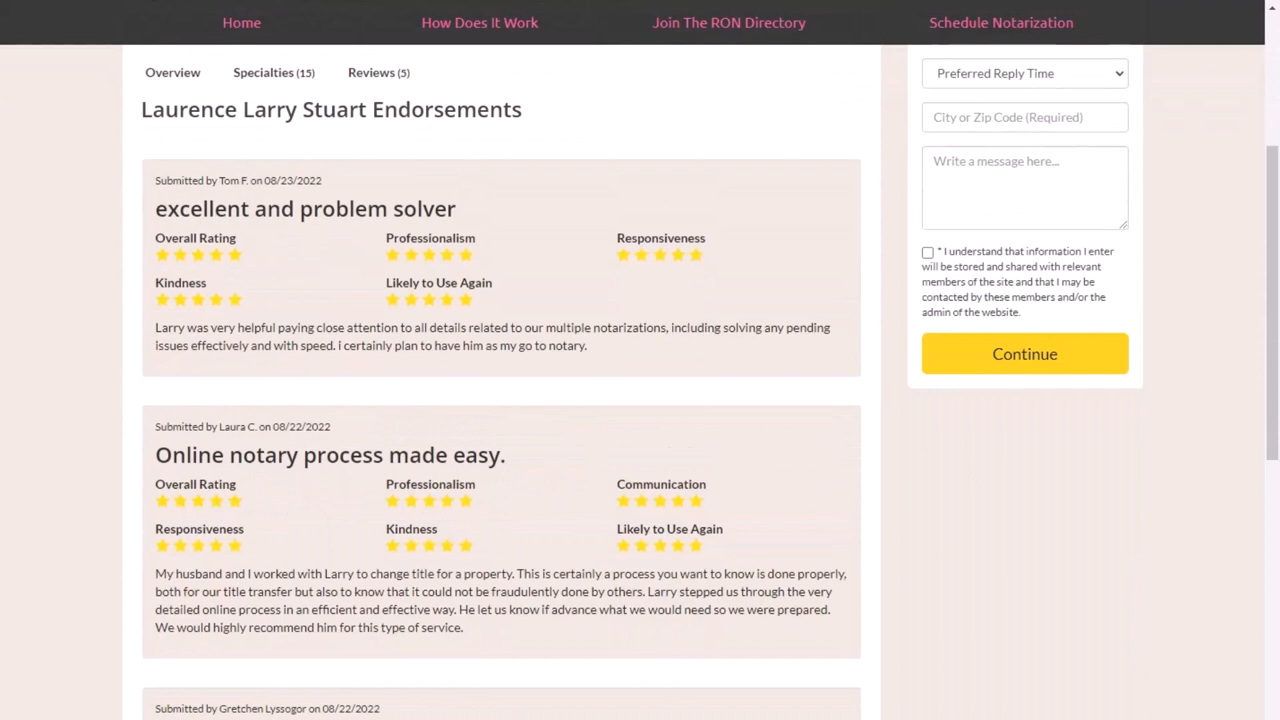 Home
How Does It Work
Join The RON Directory
Schedule Notarization
Overview
Specialties (15)
Reviews (5)
Laurence Larry Stuart Endorsements
Submitted by Tom F. on 08/23/2022
excellent and problem solver
Overall Rating
Professionalism
Responsiveness
Kindness
Likely to Use Again
Larry was very helpful paying close attention to all details related to our multiple notarizations, including solving any pending
issues effectively and with speed. i certainly plan to have him as my go to notary.
Submitted by Laura C. on 08/22/2022
Online notary process made easy.
Overall Rating
Professionalism
Communication
Responsiveness
Kindness
Likely to Use Again
My husband and I worked with Larry to change title for a property. This is certainly a process you want to know is done properly,
both for our title transfer but also to know that it could not be fraudulently done by others. Larry stepped us through the very
detailed online process in an efficient and effective way. He let us know if advance what we would need so we were prepared.
We would highly recommend him for this type of service.
Submitted by Gretchen Lyssogor on 08/22/2022
Preferred Reply Time
City or Zip Code (Required)
Write a message here...
* I understand that information I enter
will be stored and shared with relevant
members of the site and that I may be
contacted by these members and/or the
admin of the website.
Continue